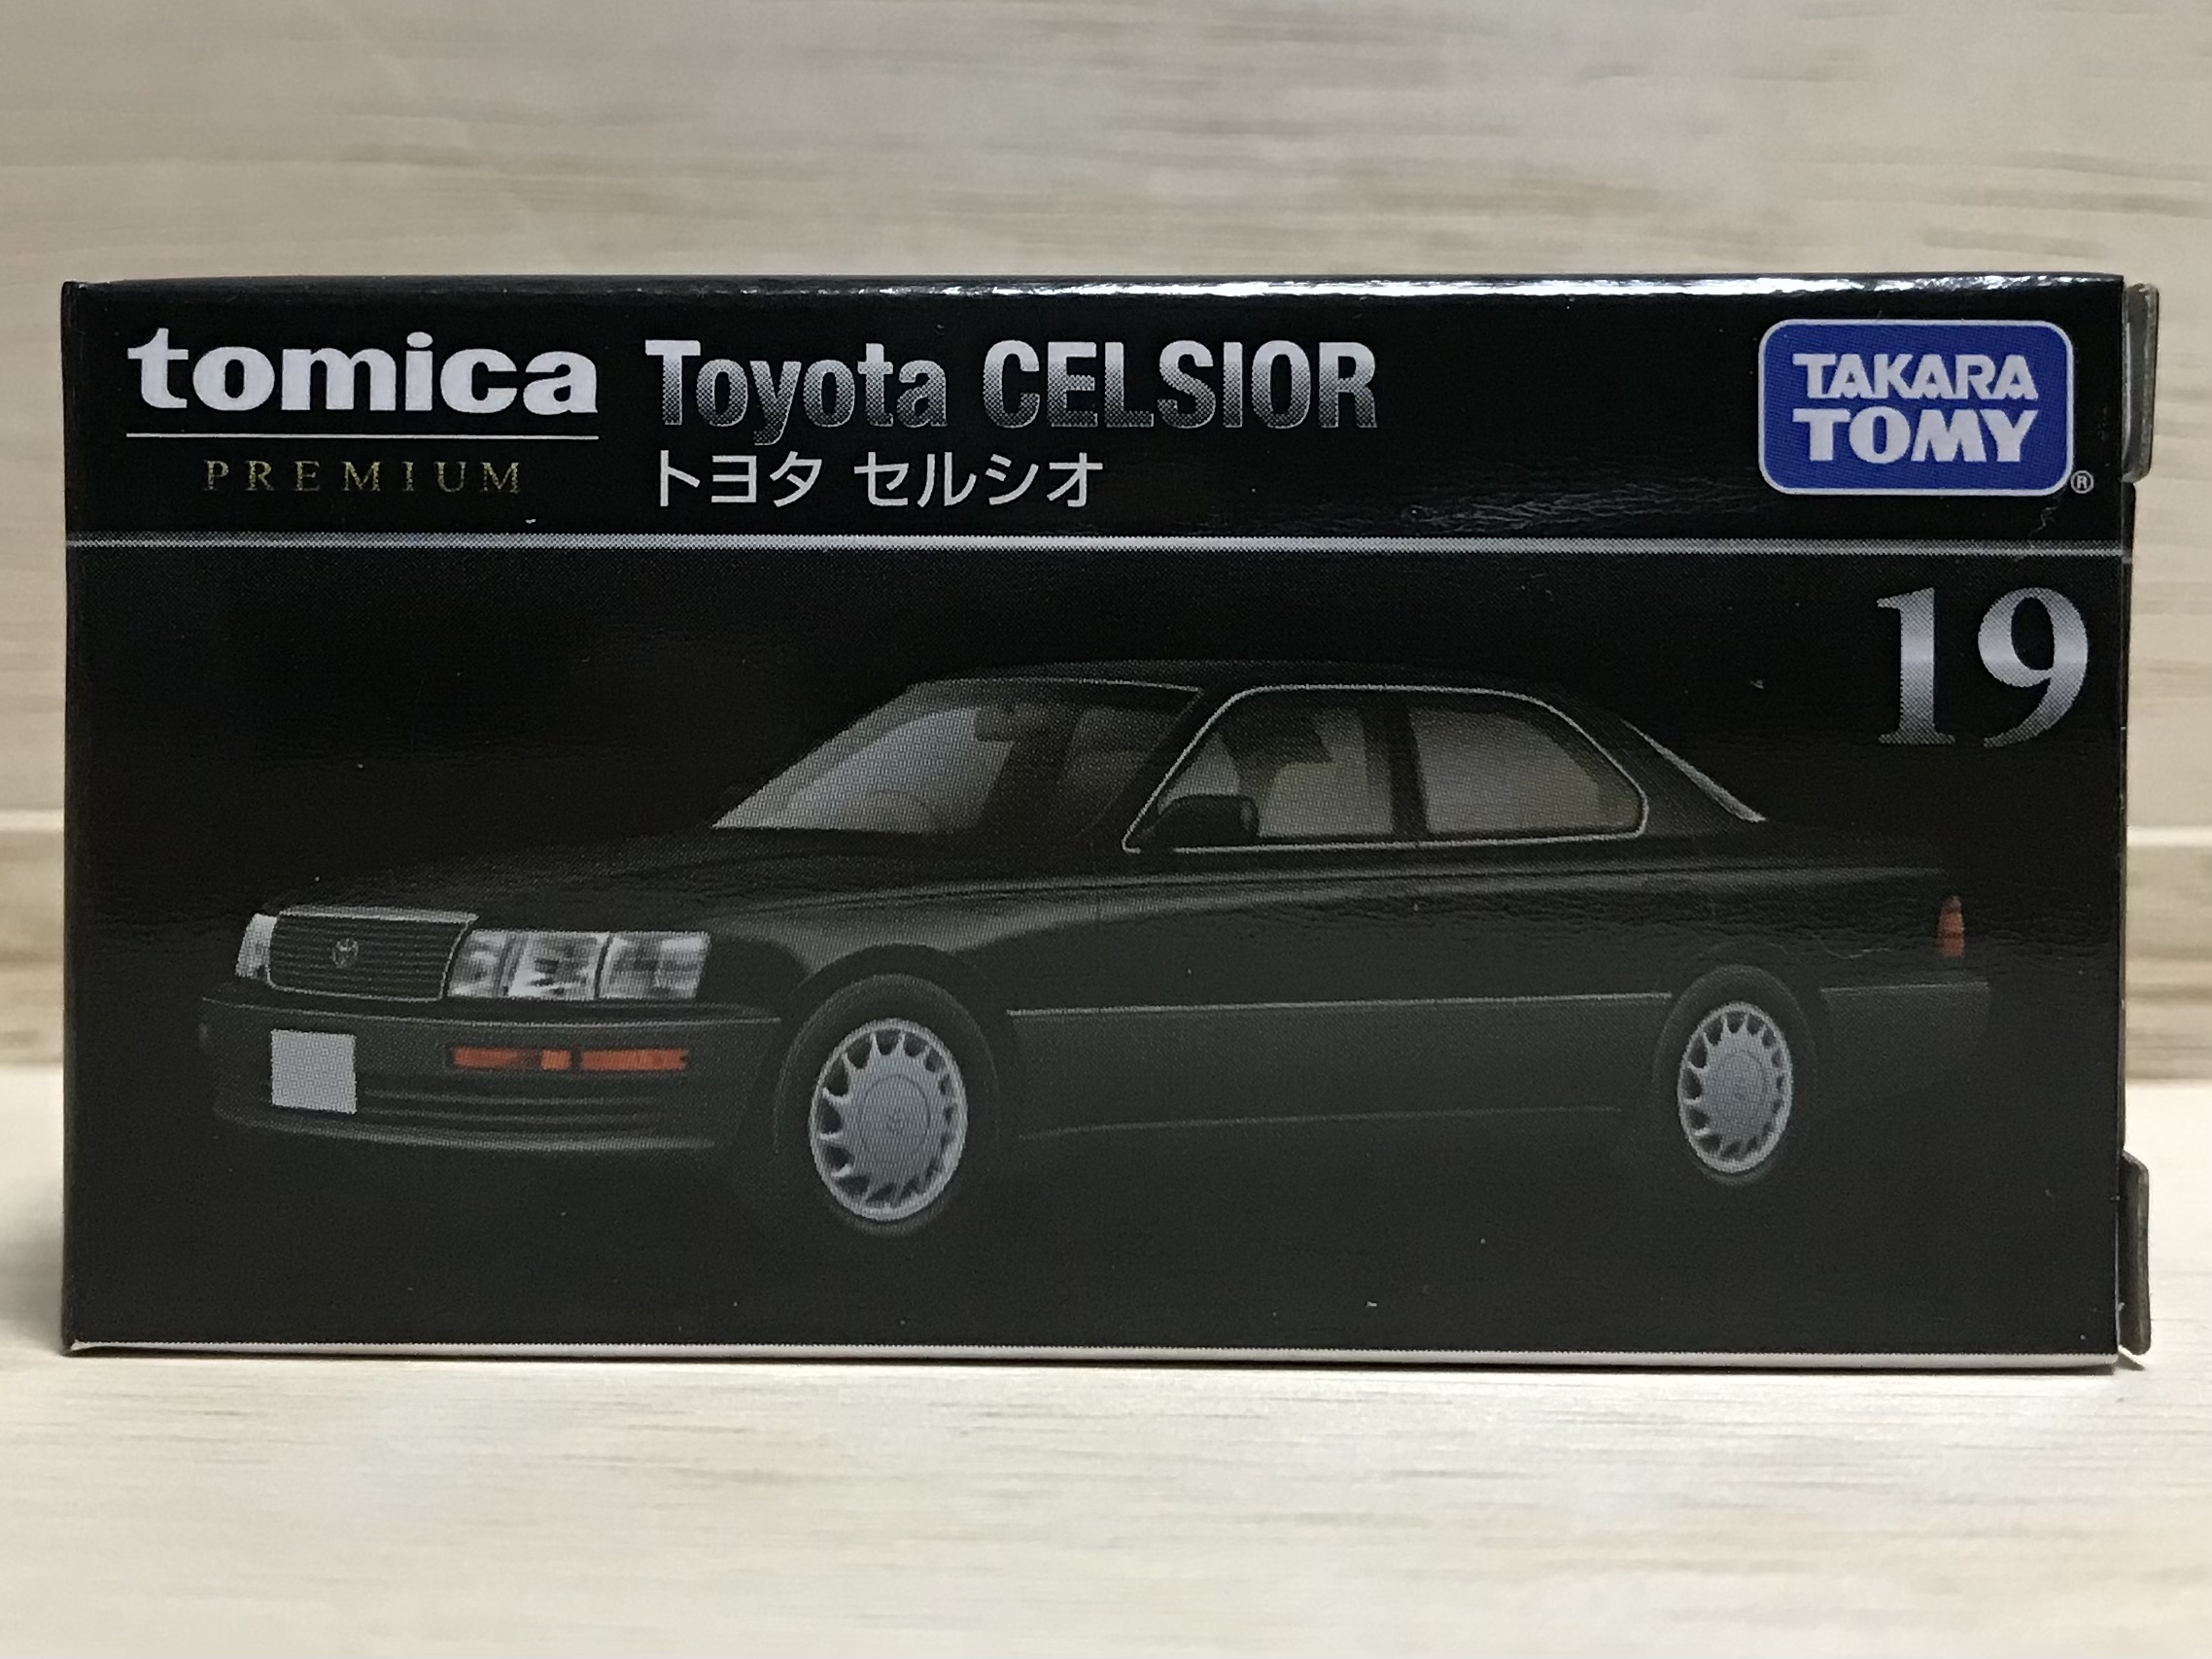 tomica
PREMIUM
Toyota CELSIOR
トヨタ セルシオ
TAKARA
TOMY
®
19